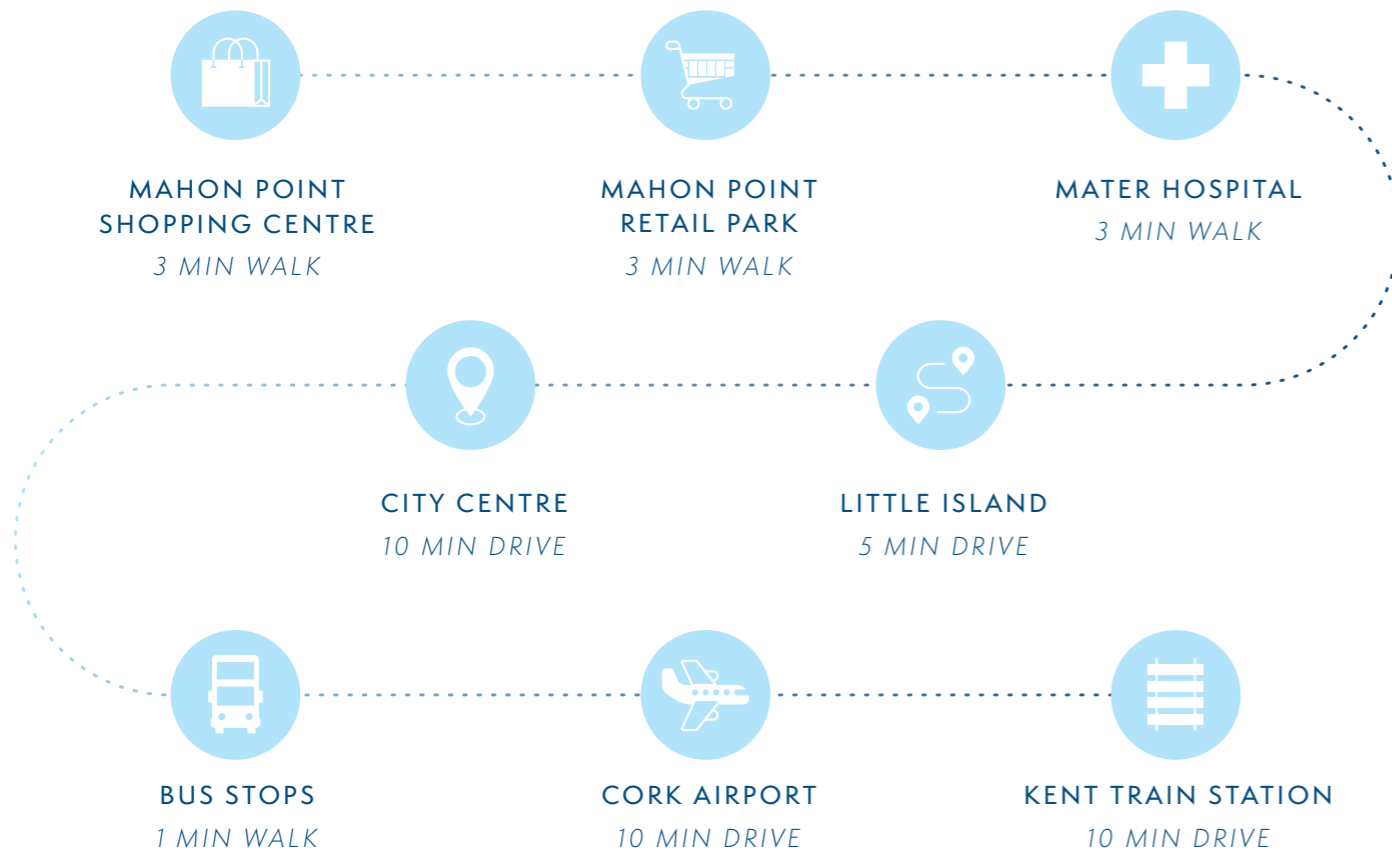 MAHON POINT
SHOPPING CENTRE
3 MIN WALK
MAHON POINT
RETAIL PARK
3 MIN WALK
MATER HOSPITAL
3 MIN WALK
CITY CENTRE
10 MIN DRIVE
LITTLE ISLAND
5 MIN DRIVE
BUS STOPS
1 MIN WALK
CORK AIRPORT
10 MIN DRIVE
KENT TRAIN STATION
10 MIN DRIVE